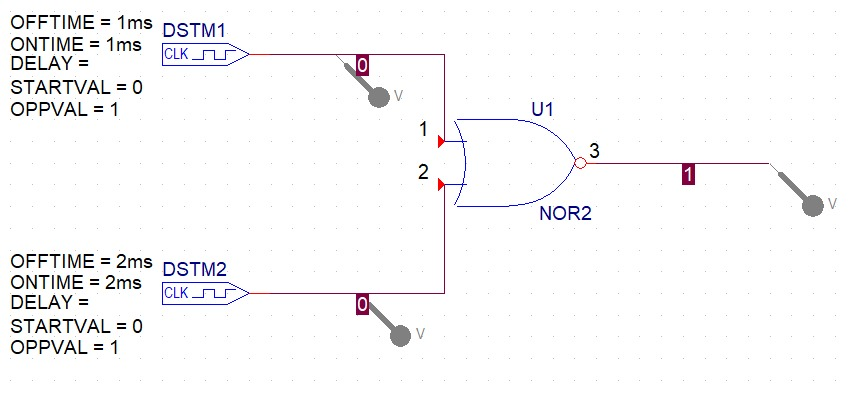 OFFTIME = 1ms
ONTIME = 1ms
DELAY =
STARTVAL = 0
OPPVAL = 1
DSTM1
CLK
0
V
1
2
U1
3
NOR2
1
V
OFFTIME = 2ms
ONTIME = 2ms
DELAY =
STARTVAL = 0
OPPVAL = 1
DSTM2
CLK
0
V